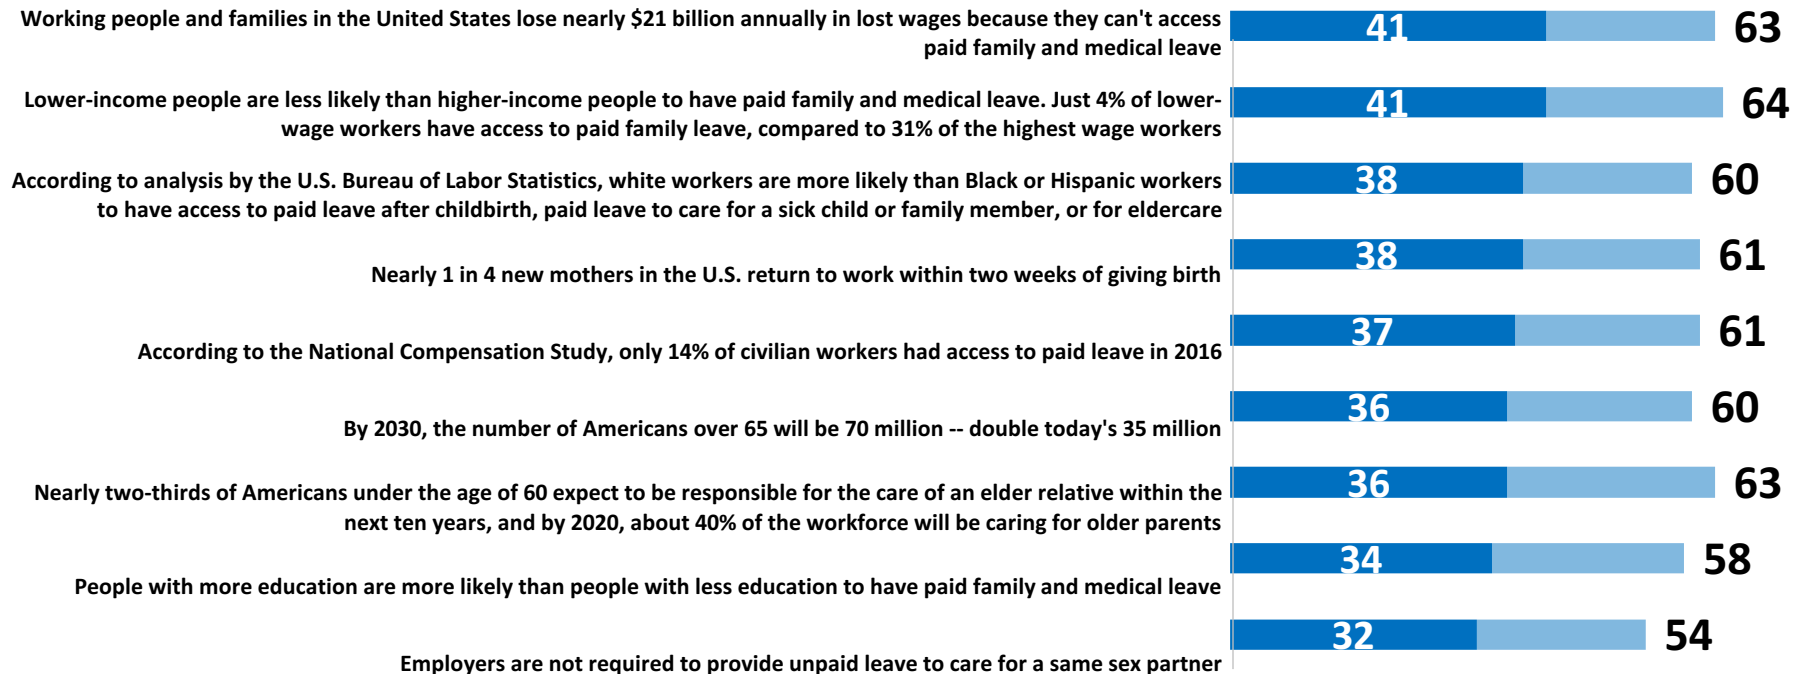 Working people and families in the United States lose nearly $21 billion annually in lost wages because they can't access
paid family and medical leave
41
63
Lower-income people are less likely than higher-income people to have paid family and medical leave. Just 4% of lower-
wage workers have access to paid family leave, compared to 31% of the highest wage workers
41
64
According to analysis by the U.S. Bureau of Labor Statistics, white workers are more likely than Black or Hispanic workers
to have access to paid leave after childbirth, paid leave to care for a sick child or family member, or for eldercare
38
60
Nearly 1 in 4 new mothers in the U.S. return to work within two weeks of giving birth
38
61
According to the National Compensation Study, only 14% of civilian workers had access to paid leave in 2016
37
61
By 2030, the number of Americans over 65 will be 70 million -- double today's 35 million
36
60
Nearly two-thirds of Americans under the age of 60 expect to be responsible for the care of an elder relative within the
next ten years, and by 2020, about 40% of the workforce will be caring for older parents
36
63
People with more education are more likely than people with less education to have paid family and medical leave
34
58
Employers are not required to provide unpaid leave to care for a same sex partner
32
54